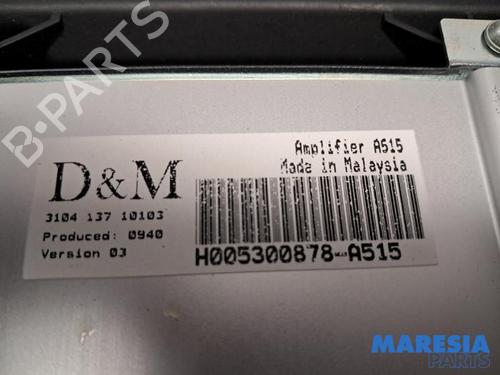 B-PARTS
D&M
3104 137 10103
Produced: 0940
Version 03
Amplifier A515
Made in Malaysia
H005300878 A515
MARESIA
PARTS